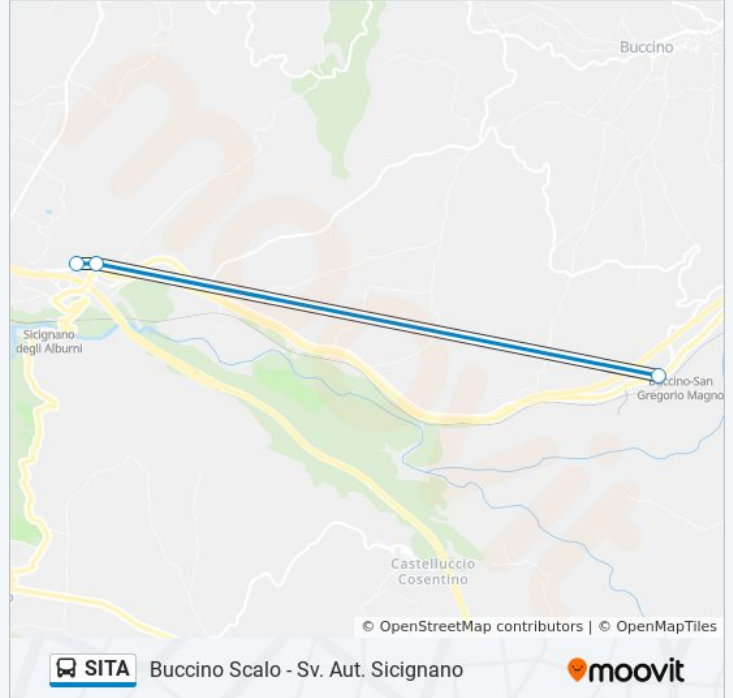 Buccino
Sicignano
degli Alburni
Buccino-San
Gregorio Magno
Castelluccio
Cosentino
© OpenStreetMap contributors | © OpenMapTiles
SITA Buccino Scalo - Sv. Aut. Sicignano
moovit
moovit